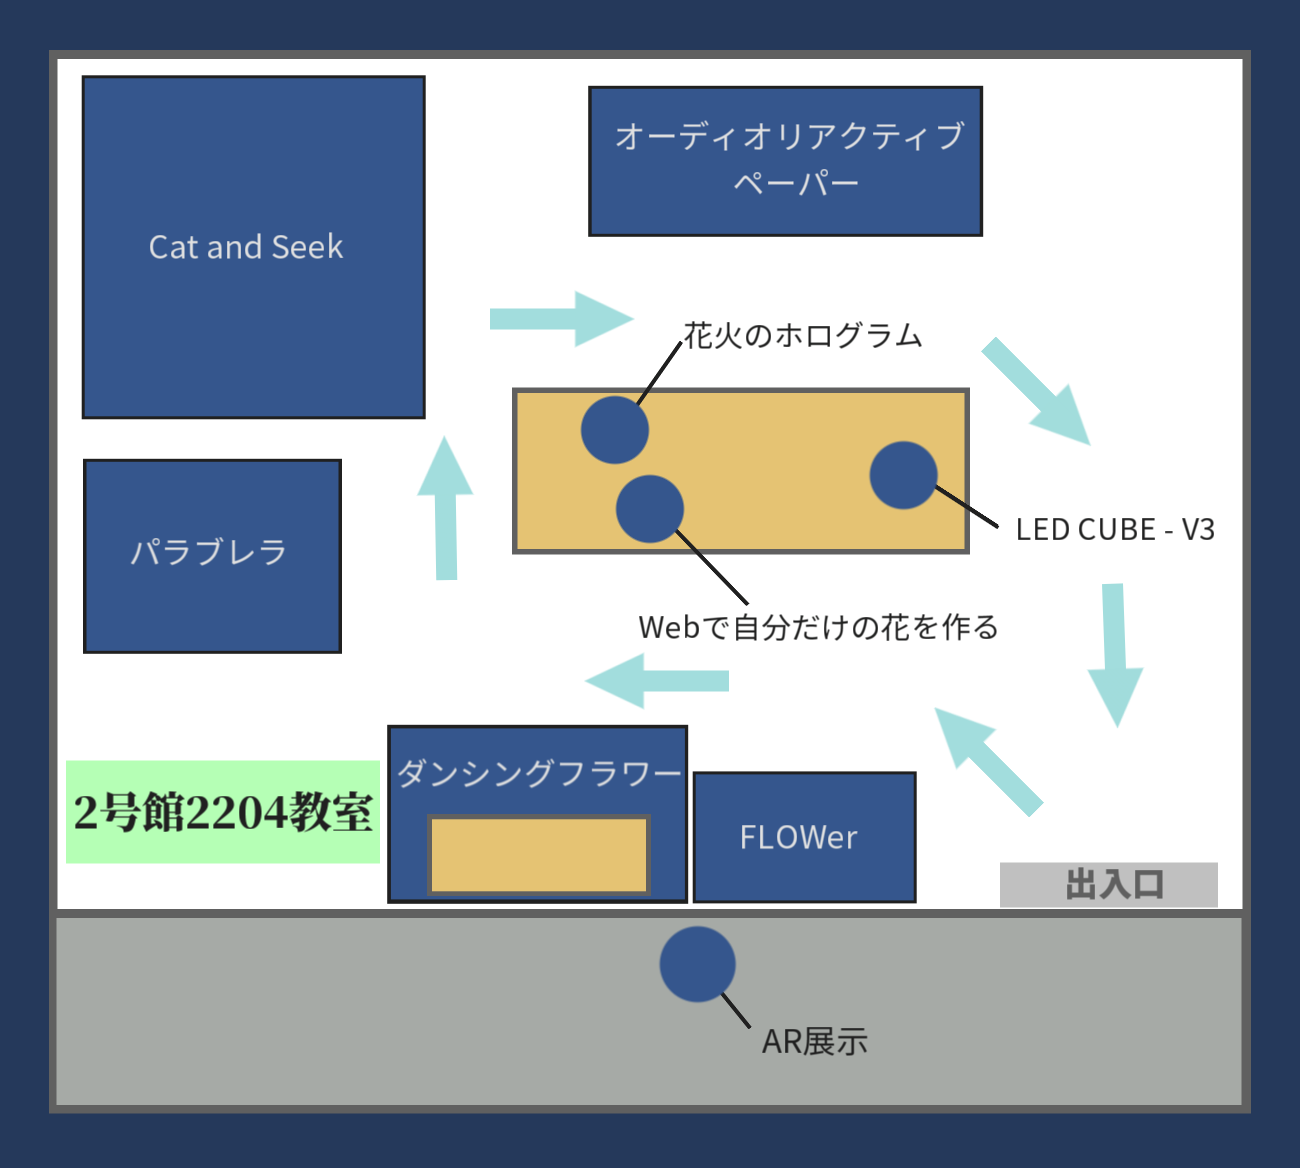 オーディオリアクティブ
ペーパー
Cat and Seek
花火のホログラム
LED CUBE - V3
パラブレラ
Webで自分だけの花を作る
ダンシングフラワー
2号館2204教室
FLOWer
出入口
AR展示